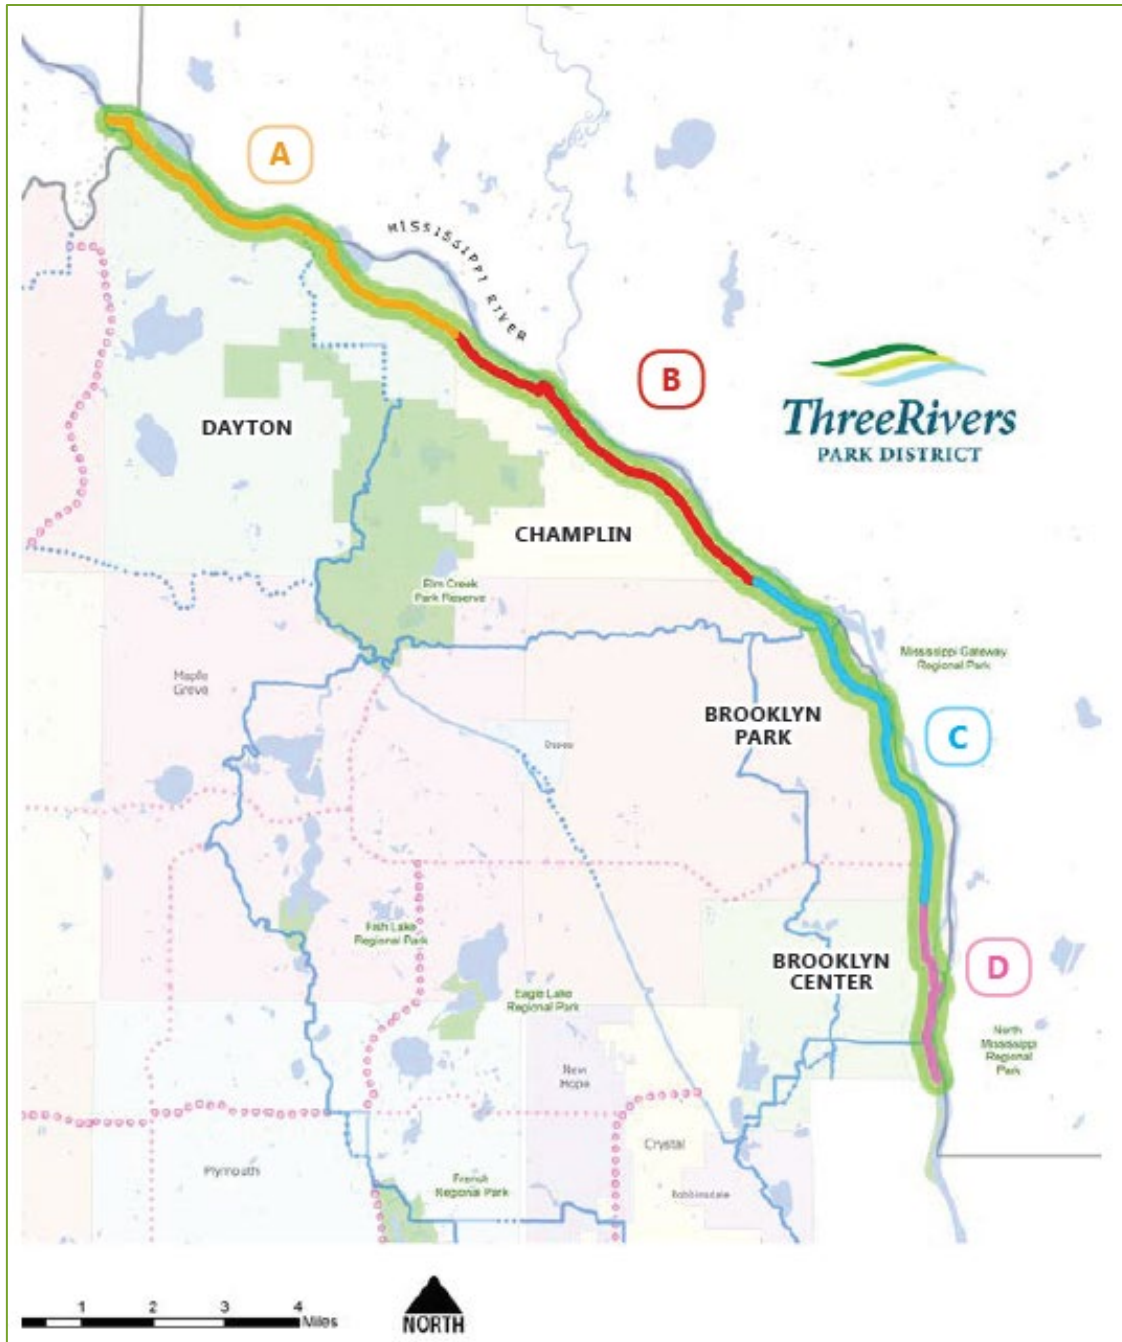 A
MISSISSIPPI RIVER
B
ThreeRivers
PARK DISTRICT
DAYTON
CHAMPLIN
Elm Creek
Park Reserve
Mississippi Gateway
Regional Park
Maple
Grove
BROOKLYN
PARK
C
Osseo
Fish Lake
Regional Park
BROOKLYN
CENTER
D
Eagle Lake
Regional Park
North
Mississippi
Regional
Park
New
Hope
Crystal
Plymouth
French
Regional Park
Robbinsdale
1 2 3 4
Miles
NORTH